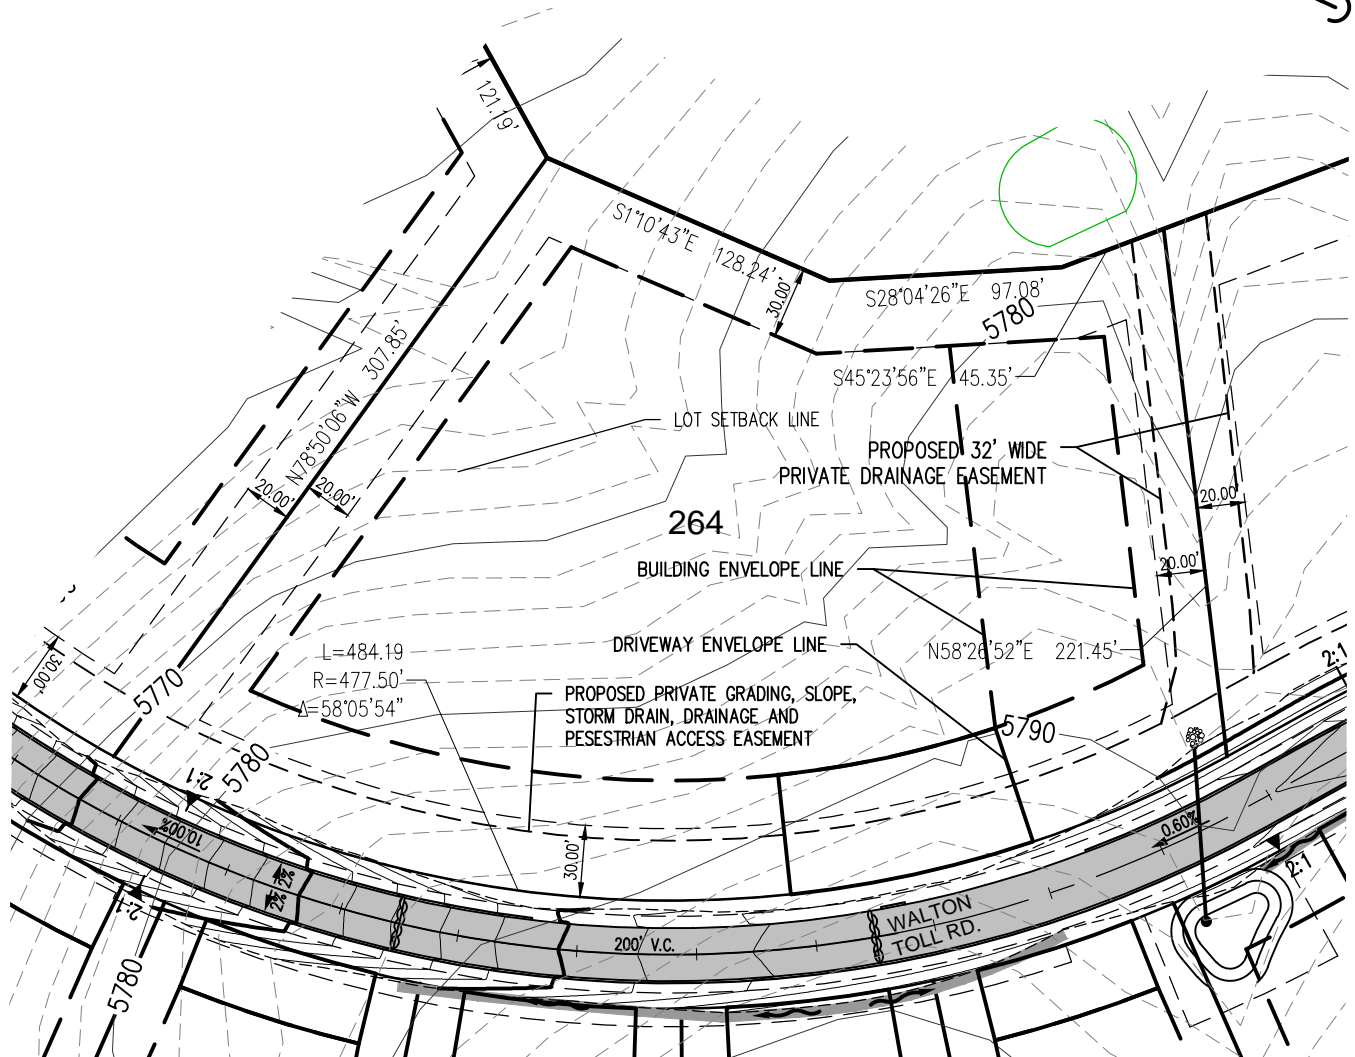 121.19'
S1°10'43"E 128.24'
30.00'
S28°04'26"E 97.08'
5780
S45°23'56"E 45.35'
N78°50'06"W 307.85'
LOT SETBACK LINE
PROPOSED 32' WIDE
PRIVATE DRAINAGE EASEMENT
20.00'
20.00'
20.00'
264
BUILDING ENVELOPE LINE
20.00'
DRIVEWAY ENVELOPE LINE
N58°26'52"E 221.45'
L=484.19
R=477.50'
Δ=58°05'54"
30.00'
2:1
5770
PROPOSED PRIVATE GRADING, SLOPE,
STORM DRAIN, DRAINAGE AND
PESESTRIAN ACCESS EASEMENT
5790
5780
2:1
10.00%
0.60%
30.00'
2%
2%
2:1
2:1
WALTON
TOLL RD.
200' V.C.
5780